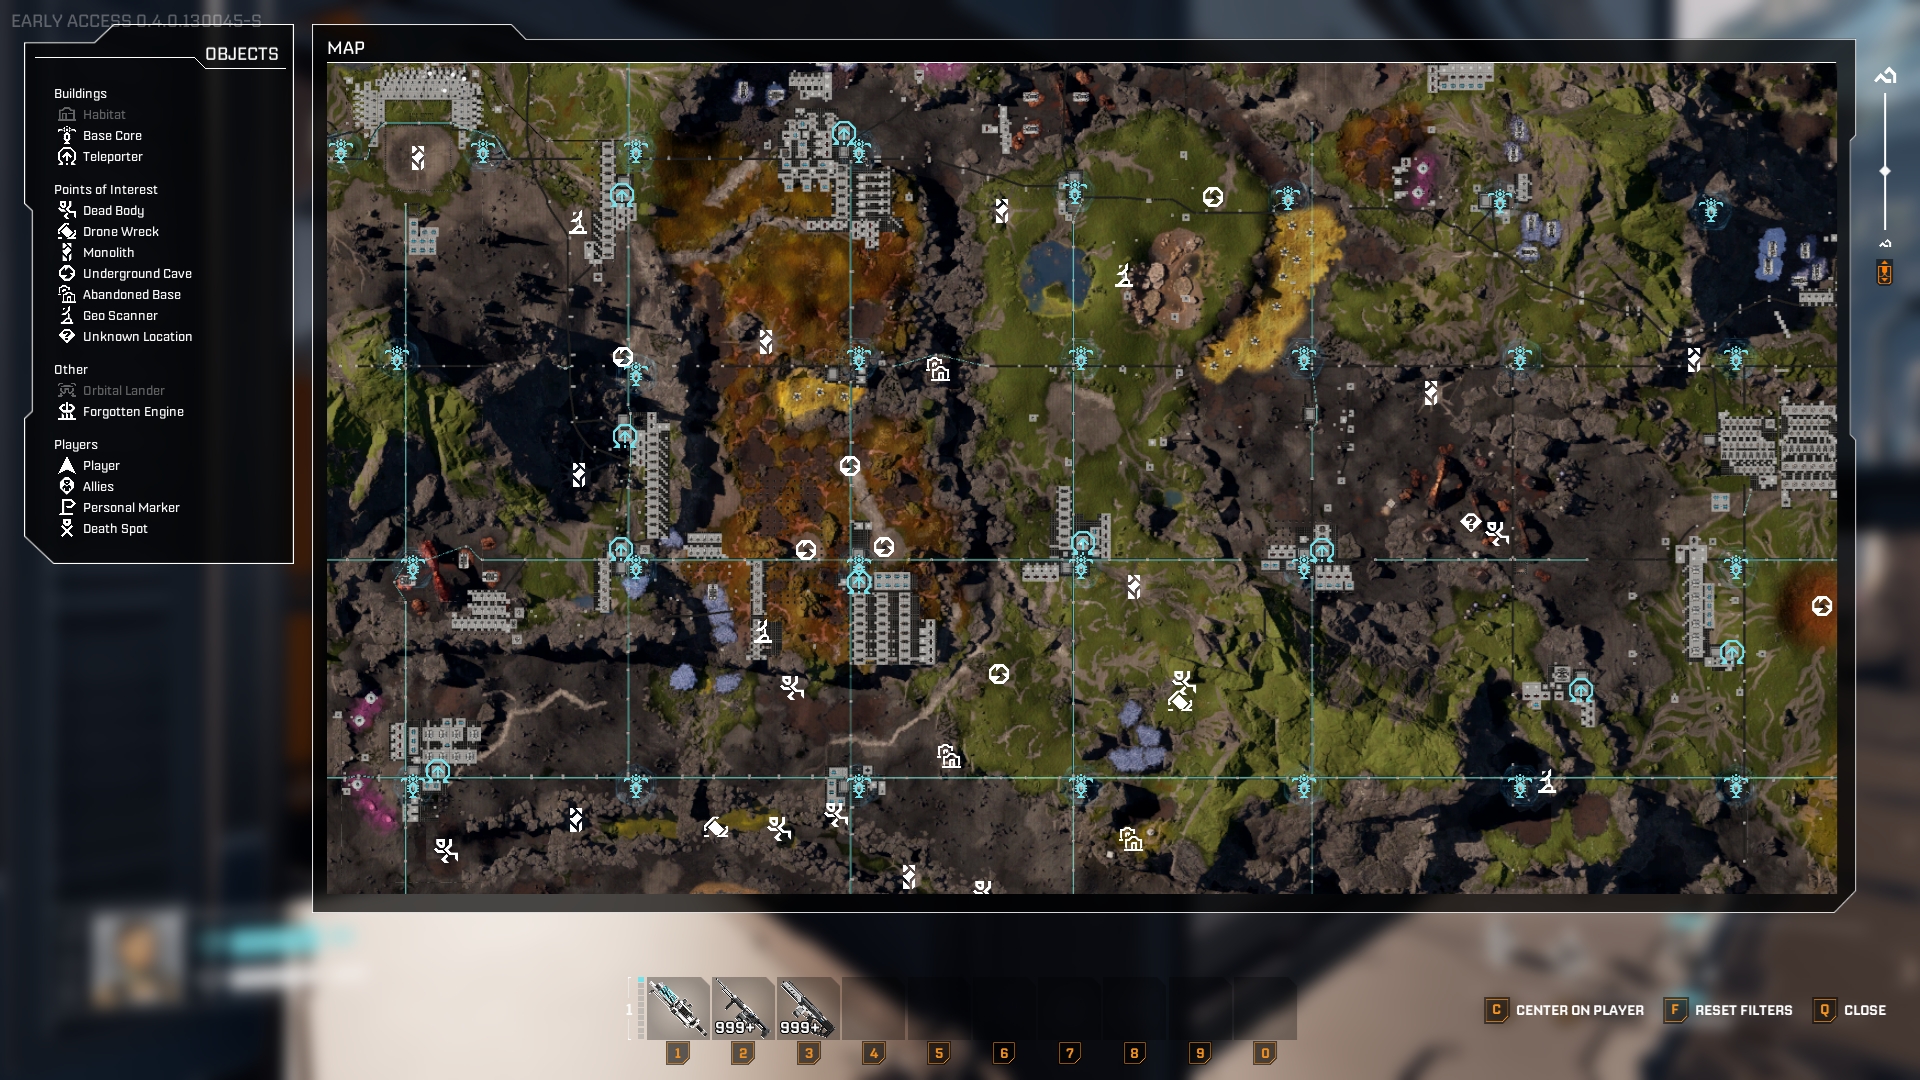 EARLY ACCESS 0.4.0.130045-S
OBJECTS
Buildings
Habitat
Base Core
Teleporter
Points of Interest
Dead Body
Drone Wreck
Monolith
Underground Cave
Abandoned Base
Geo Scanner
Unknown Location
Other
Orbital Lander
Forgotten Engine
Players
Player
Allies
Personal Marker
Death Spot
MAP
1
999+
999+
1
2
3
4
5
6
7
8
9
0
C CENTER ON PLAYER
F RESET FILTERS
Q CLOSE